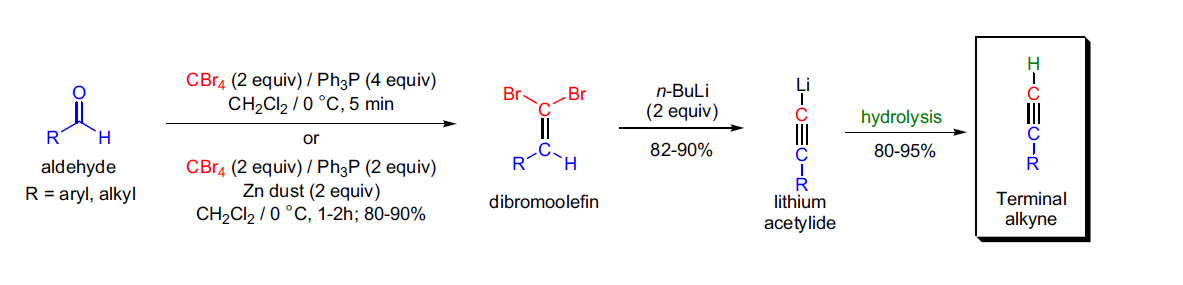 O
R
H
aldehyde
R = aryl, alkyl
CBr4 (2 equiv) / Ph3P (4 equiv)
CH2Cl2 / 0 °C, 5 min
or
CBr4 (2 equiv) / Ph3P (2 equiv)
Zn dust (2 equiv)
CH2Cl2 / 0 °C, 1-2h; 80-90%
Br
Br
C
C
R
H
dibromoolefin
n-BuLi
(2 equiv)
82-90%
Li
C
C
R
lithium
acetylide
hydrolysis
80-95%
H
C
C
R
Terminal
alkyne